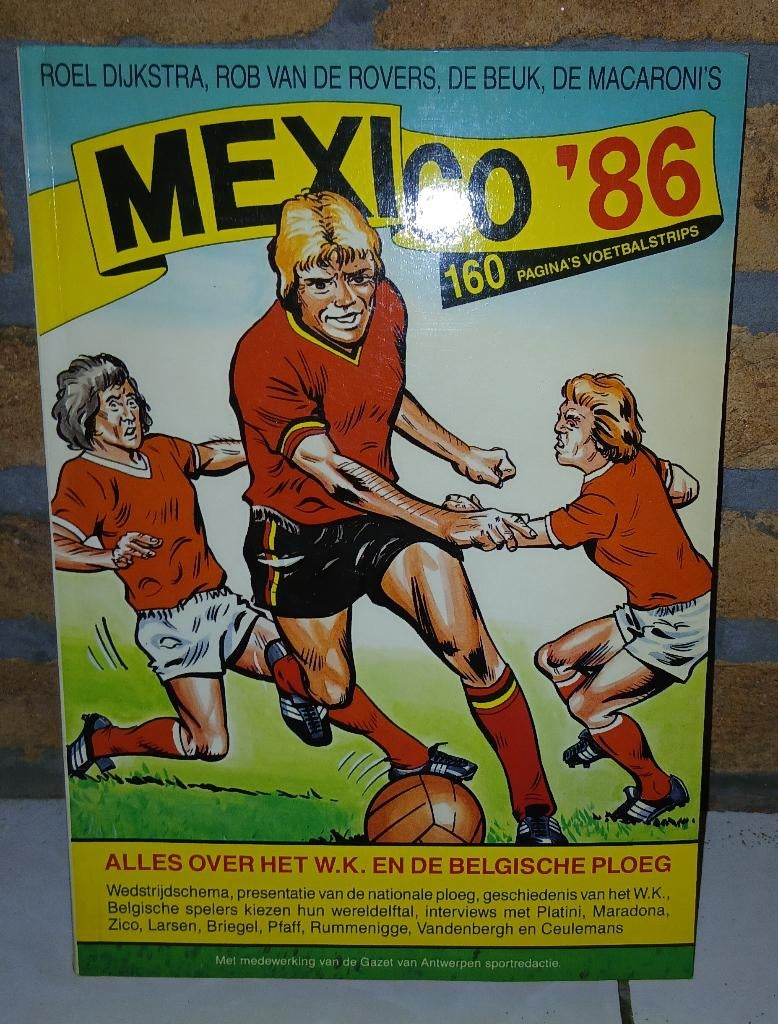 ROEL DIJKSTRA, ROB VAN DE ROVERS, DE BEUK, DE MACARONI'S
MEXICO '86
160 PAGINA'S VOETBALSTRIPS
ALLES OVER HET W.K. EN DE BELGISCHE PLOEG
Wedstrijdschema, presentatie van de nationale ploeg, geschiedenis van het W.K.,
Belgische spelers kiezen hun wereldelftal, interviews met Platini, Maradona,
Zico, Larsen, Briegel, Pfaff, Rummenigge, Vandenbergh en Ceulemans
Met medewerking van de Gazet van Antwerpen sportredactie.